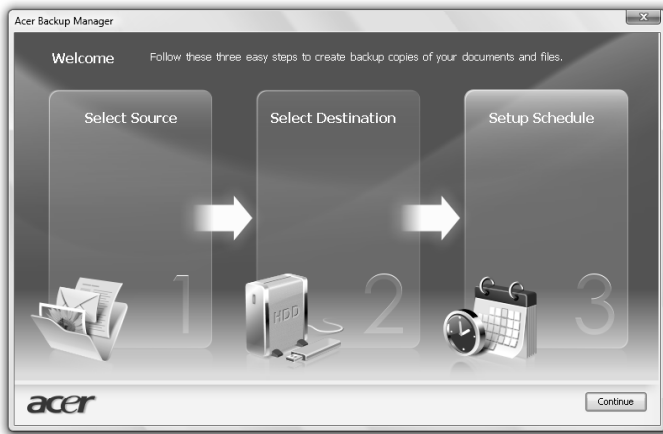 Acer Backup Manager
x
Welcome
Follow these three easy steps to create backup copies of your documents and files.
Select Source
Select Destination
Setup Schedule
1
HDD
2
3
acer
Continue